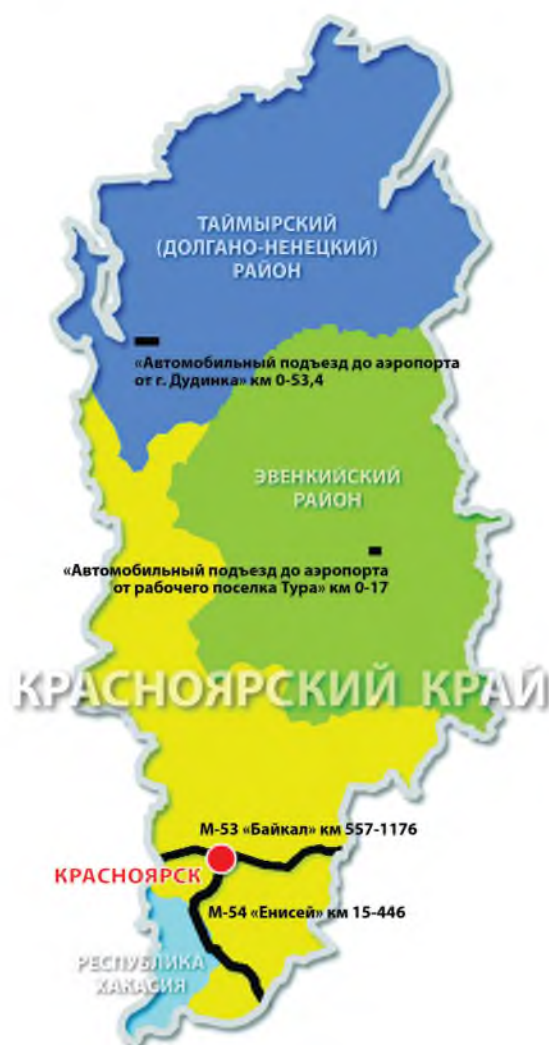 ТАЙМЫРСКИЙ
(ДОЛГАНО-НЕНЕЦКИЙ)
РАЙОН
«Автомобильный подъезд до аэропорта
от г. Дудинка» км 0-53,4
ЭВЕНКИЙСКИЙ
РАЙОН
«Автомобильный подъезд до аэропорта
от рабочего поселка Тура» км 0-17
КРАСНОЯРСКИЙ КРАЙ
М-53 «Байкал» км 557-1176
КРАСНОЯРСК
М-54 «Енисей» км 15-446
РЕСПУБЛИКА
ХАКАСИЯ